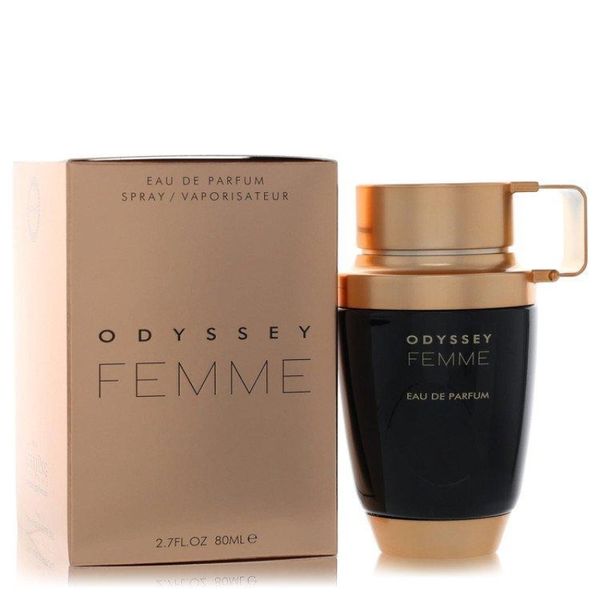 EAU DE PARFUM
SPRAY / VAPORISATEUR
ODYSSEY
FEMME
2.7FL.OZ 80ML℮
ODYSSEY
FEMME
EAU DE PARFUM